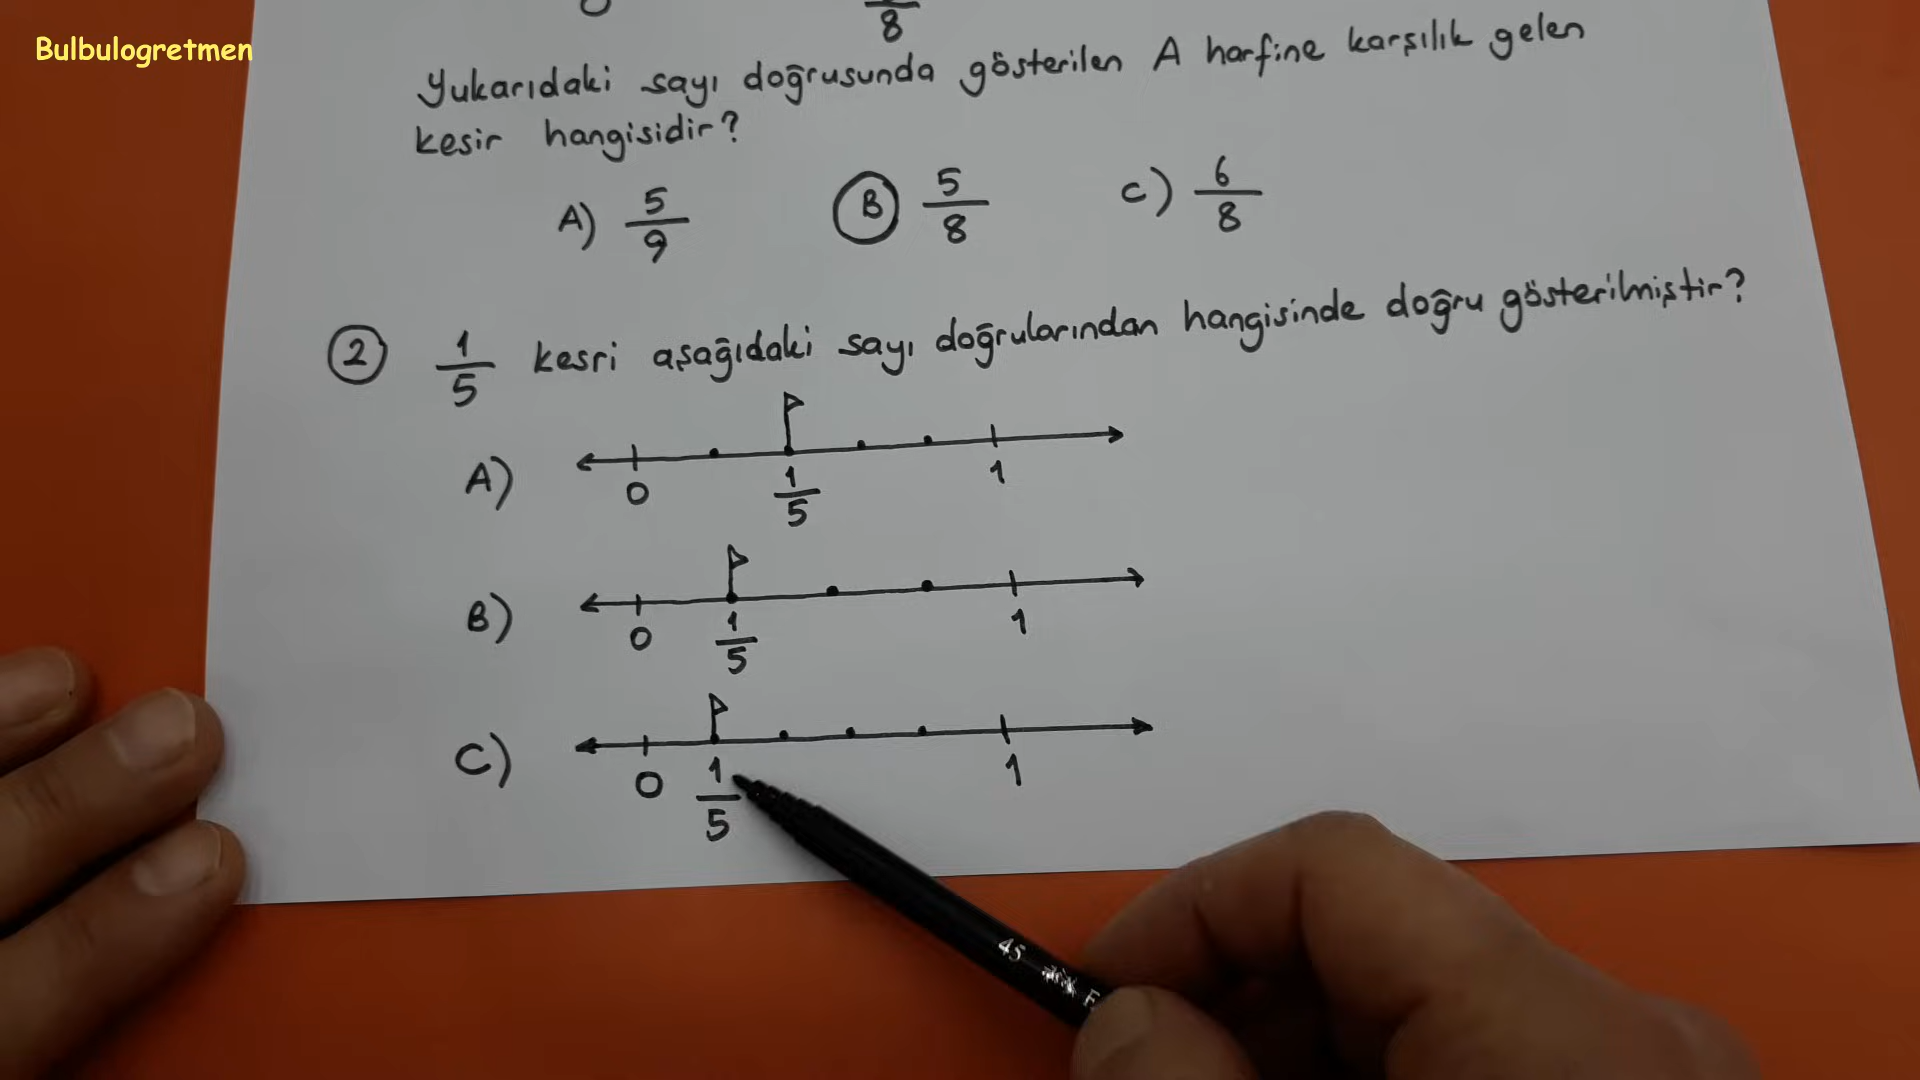 Bulbulogretmen
8
Yukarıdaki sayı doğrusunda gösterilen A harfine karşılık gelen
kesir hangisidir?
A) 5/9 B 5/8 C) 6/8
2 1/5 kesri aşağıdaki sayı doğrularından hangisinde doğru gösterilmiştir?
A) 0 1/5 1
B) 0 1/5 1
C) 0 1/5 1
45